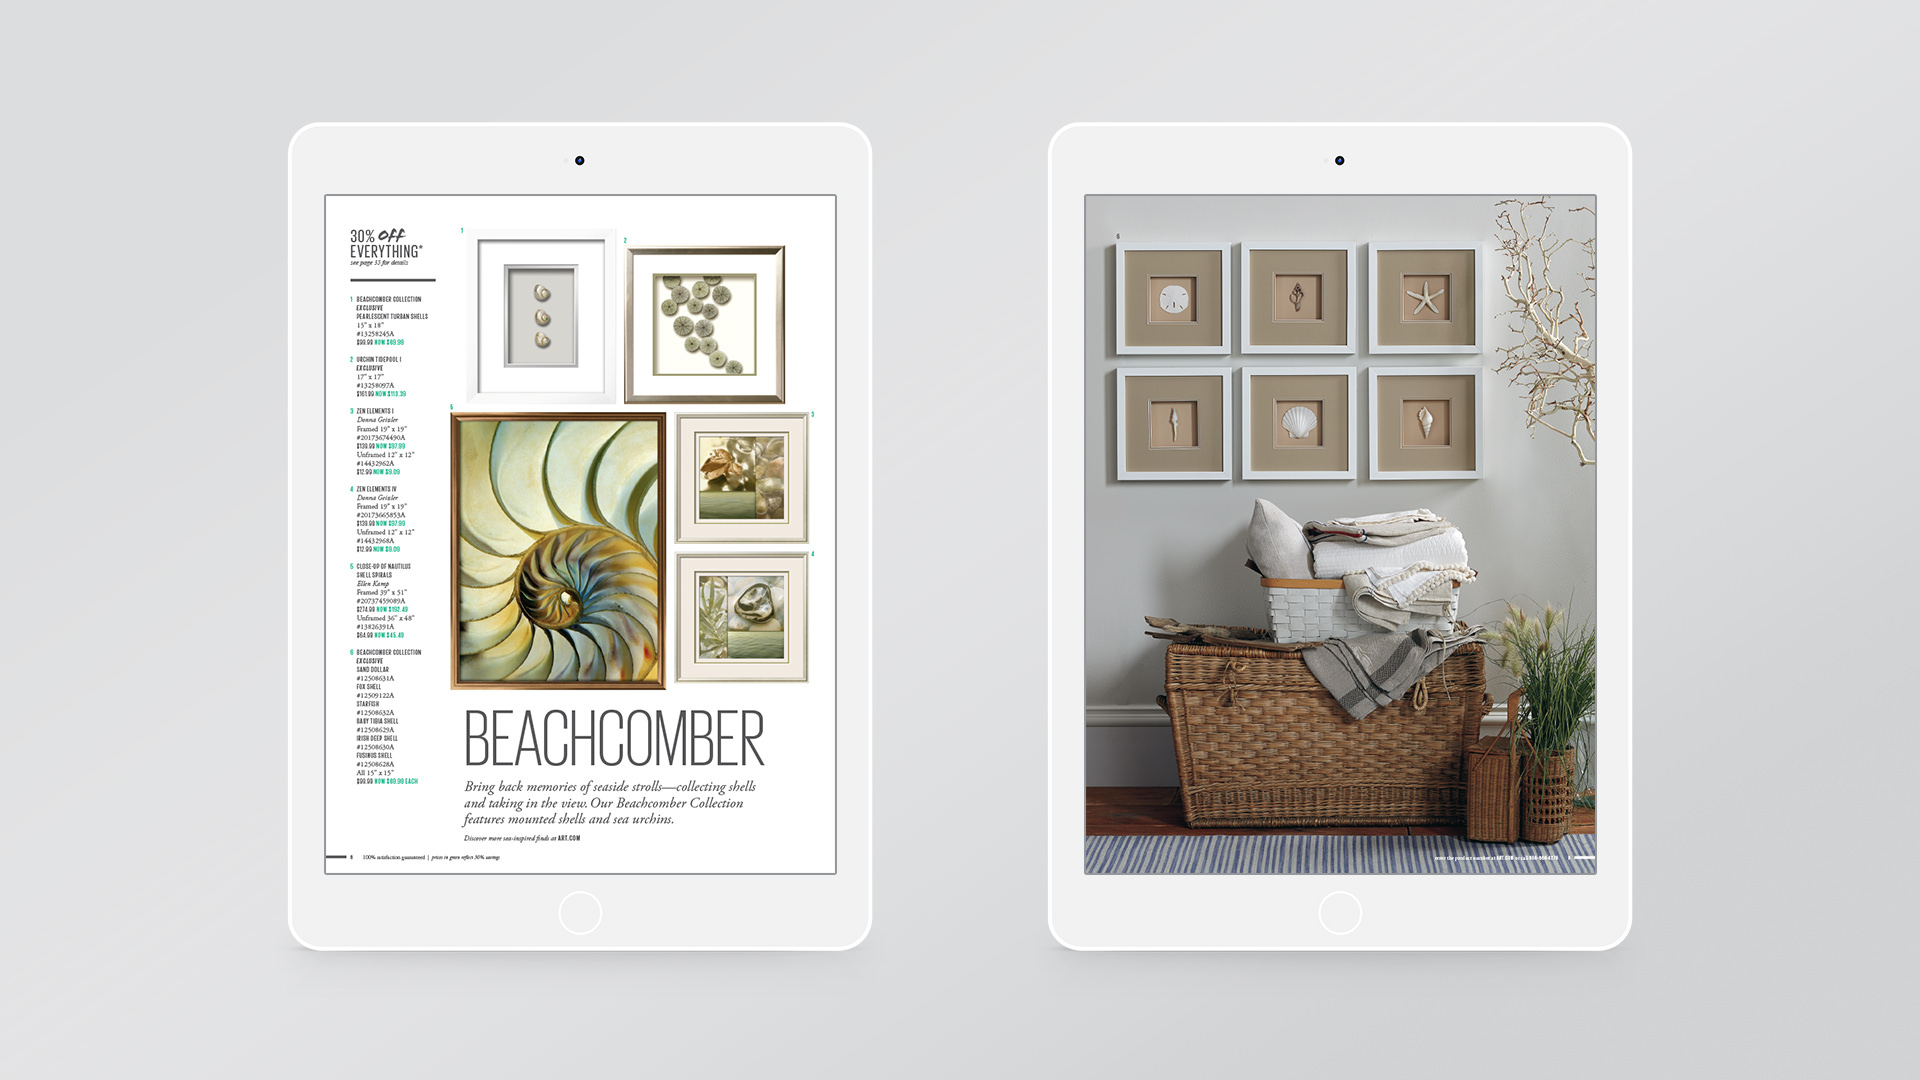 30% off
EVERYTHING*
see page 35 for details
1 BEACHCOMBER COLLECTION
EXCLUSIVE
PEARLESCENT TURBAN SHELLS
15" x 18"
#13258245A
$99.99 NOW $69.99
2 URCHIN TIDEPOOL I
EXCLUSIVE
17" x 17"
#13258097A
$161.99 NOW $113.39
3 ZEN ELEMENTS I
Donna Geissler
Framed 19" x 19"
#20173674490A
$139.99 NOW $97.99
Unframed 12" x 12"
#14432962A
$12.99 NOW $9.09
4 ZEN ELEMENTS IV
Donna Geissler
Framed 19" x 19"
#20173665853A
$139.99 NOW $97.99
Unframed 12" x 12"
#14432968A
$12.99 NOW $9.09
5 CLOSE-UP OF NAUTILUS
SHELL SPIRALS
Ellen Kamp
Framed 39" x 51"
#20737459089A
$274.99 NOW $192.49
Unframed 36" x 48"
#13826391A
$64.99 NOW $45.49
6 BEACHCOMBER COLLECTION
EXCLUSIVE
SAND DOLLAR
#12508631A
FOX SHELL
#12509122A
STARFISH
#12508632A
BABY TIBIA SHELL
#12508629A
IRISH DEEP SHELL
#12508630A
FUSINUS SHELL
#12508628A
All 15" x 15"
$99.99 NOW $69.99 EACH
1
2
5
3
4
BEACHCOMBER
Bring back memories of seaside strolls—collecting shells
and taking in the view. Our Beachcomber Collection
features mounted shells and sea urchins.
Discover more sea-inspired finds at ART.COM
8 100% satisfaction guaranteed | prices in green reflect 30% savings
6
enter the product number at ART.COM or call